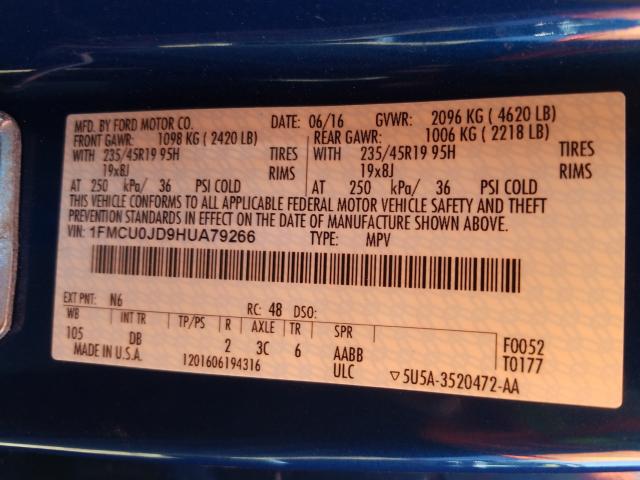 MFD. BY FORD MOTOR CO. DATE: 06/16 GVWR: 2096 KG ( 4620 LB)
FRONT GAWR: 1098 KG ( 2420 LB) REAR GAWR: 1006 KG ( 2218 LB)
WITH 235/45R19 95H TIRES WITH 235/45R19 95H TIRES
19x8J RIMS 19x8J RIMS
AT 250 kPa/ 36 PSI COLD AT 250 kPa/ 36 PSI COLD
THIS VEHICLE CONFORMS TO ALL APPLICABLE FEDERAL MOTOR VEHICLE SAFETY AND THEFT
PREVENTION STANDARDS IN EFFECT ON THE DATE OF MANUFACTURE SHOWN ABOVE.
VIN: 1FMCU0JD9HUA79266 TYPE: MPV
EXT PNT: N6 RC: 48 DSO:
WB INT TR TP/PS R AXLE TR SPR
105 DB 2 3C 6 AABB F0052
MADE IN U.S.A. 1201606194316 ULC ▽5U5A-3520472-AA T0177